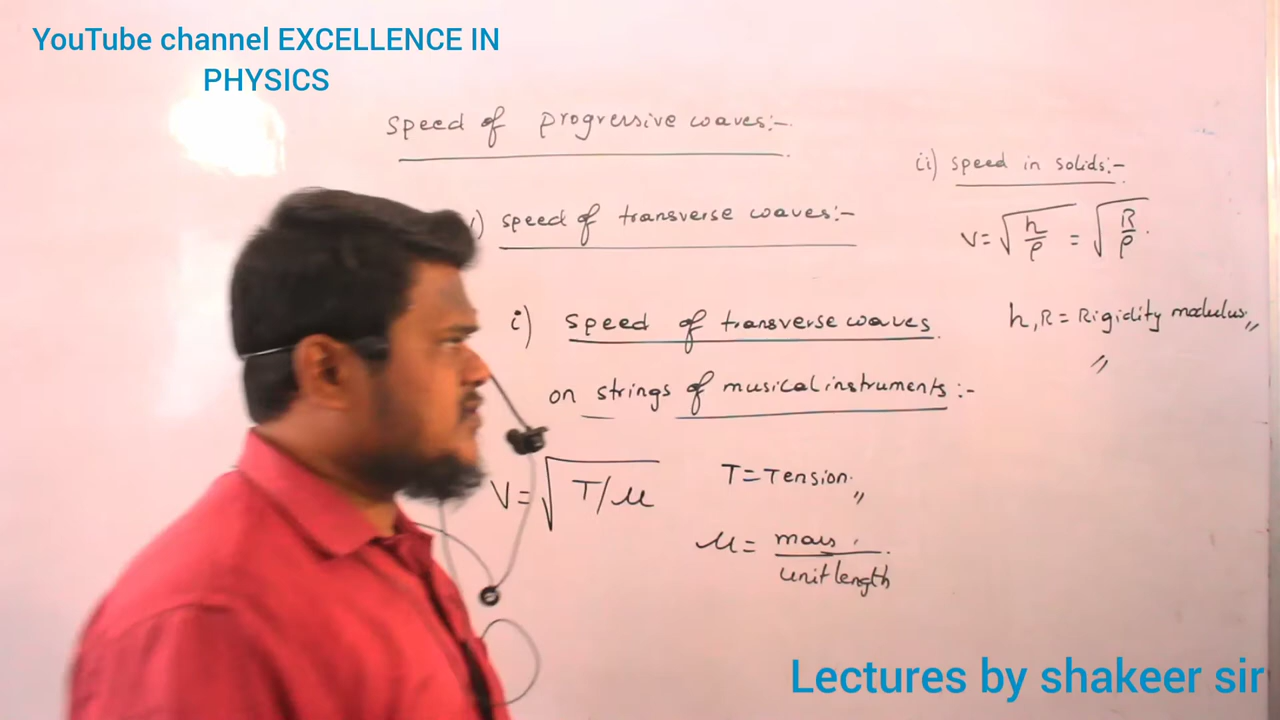 YouTube channel EXCELLENCE IN
PHYSICS
Speed of progressive waves:-
) speed of transverse waves:-
i) speed of transverse waves
on strings of musical instruments:-
V=√T/μ
T=Tension
μ= mass
unit length
ii) speed in solids:-
V=√h/ρ = √R/ρ
h,R=Rigidity modulus,,
Lectures by shakeer sir